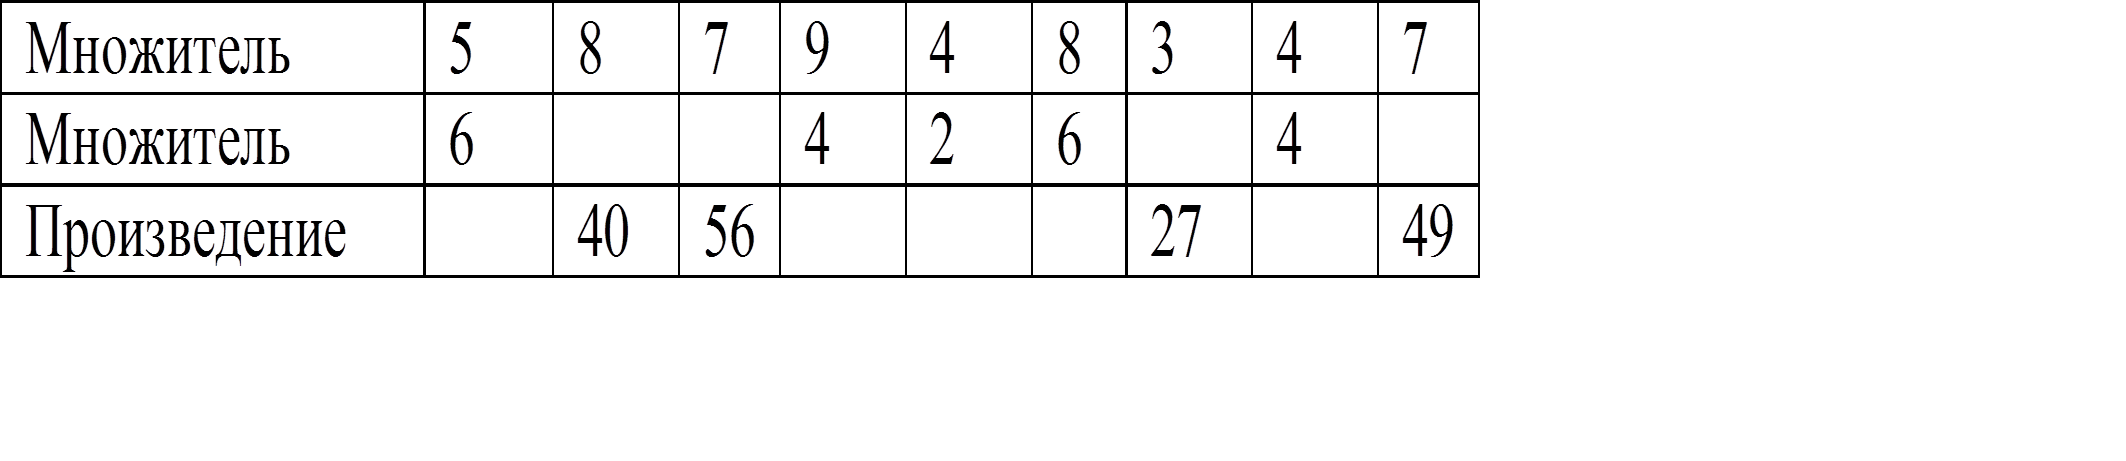 Множитель 5 8 7 9 4 8 3 4 7
Множитель 6 4 2 6 4
Произведение 40 56 27 49